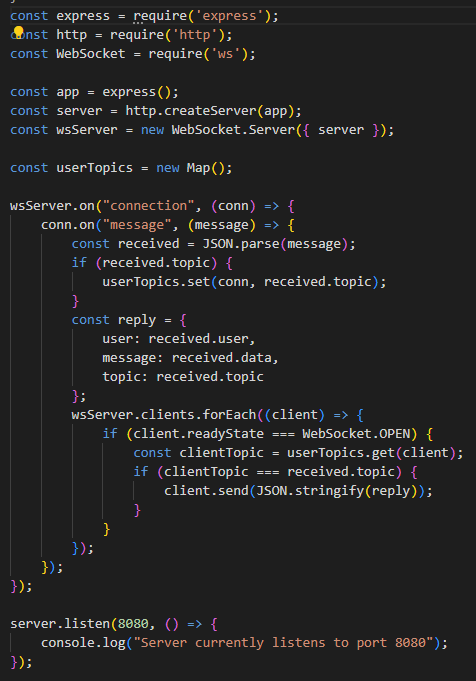 const express = require('express');
const http = require('http');
const WebSocket = require('ws');

const app = express();
const server = http.createServer(app);
const wsServer = new WebSocket.Server({ server });

const userTopics = new Map();

wsServer.on("connection", (conn) => {
    conn.on("message", (message) => {
        const received = JSON.parse(message);
        if (received.topic) {
            userTopics.set(conn, received.topic);
        }
        const reply = {
            user: received.user,
            message: received.data,
            topic: received.topic
        };
        wsServer.clients.forEach((client) => {
            if (client.readyState === WebSocket.OPEN) {
                const clientTopic = userTopics.get(client);
                if (clientTopic === received.topic) {
                    client.send(JSON.stringify(reply));
                }
            }
        });
    });
});

server.listen(8080, () => {
    console.log("Server currently listens to port 8080");
});